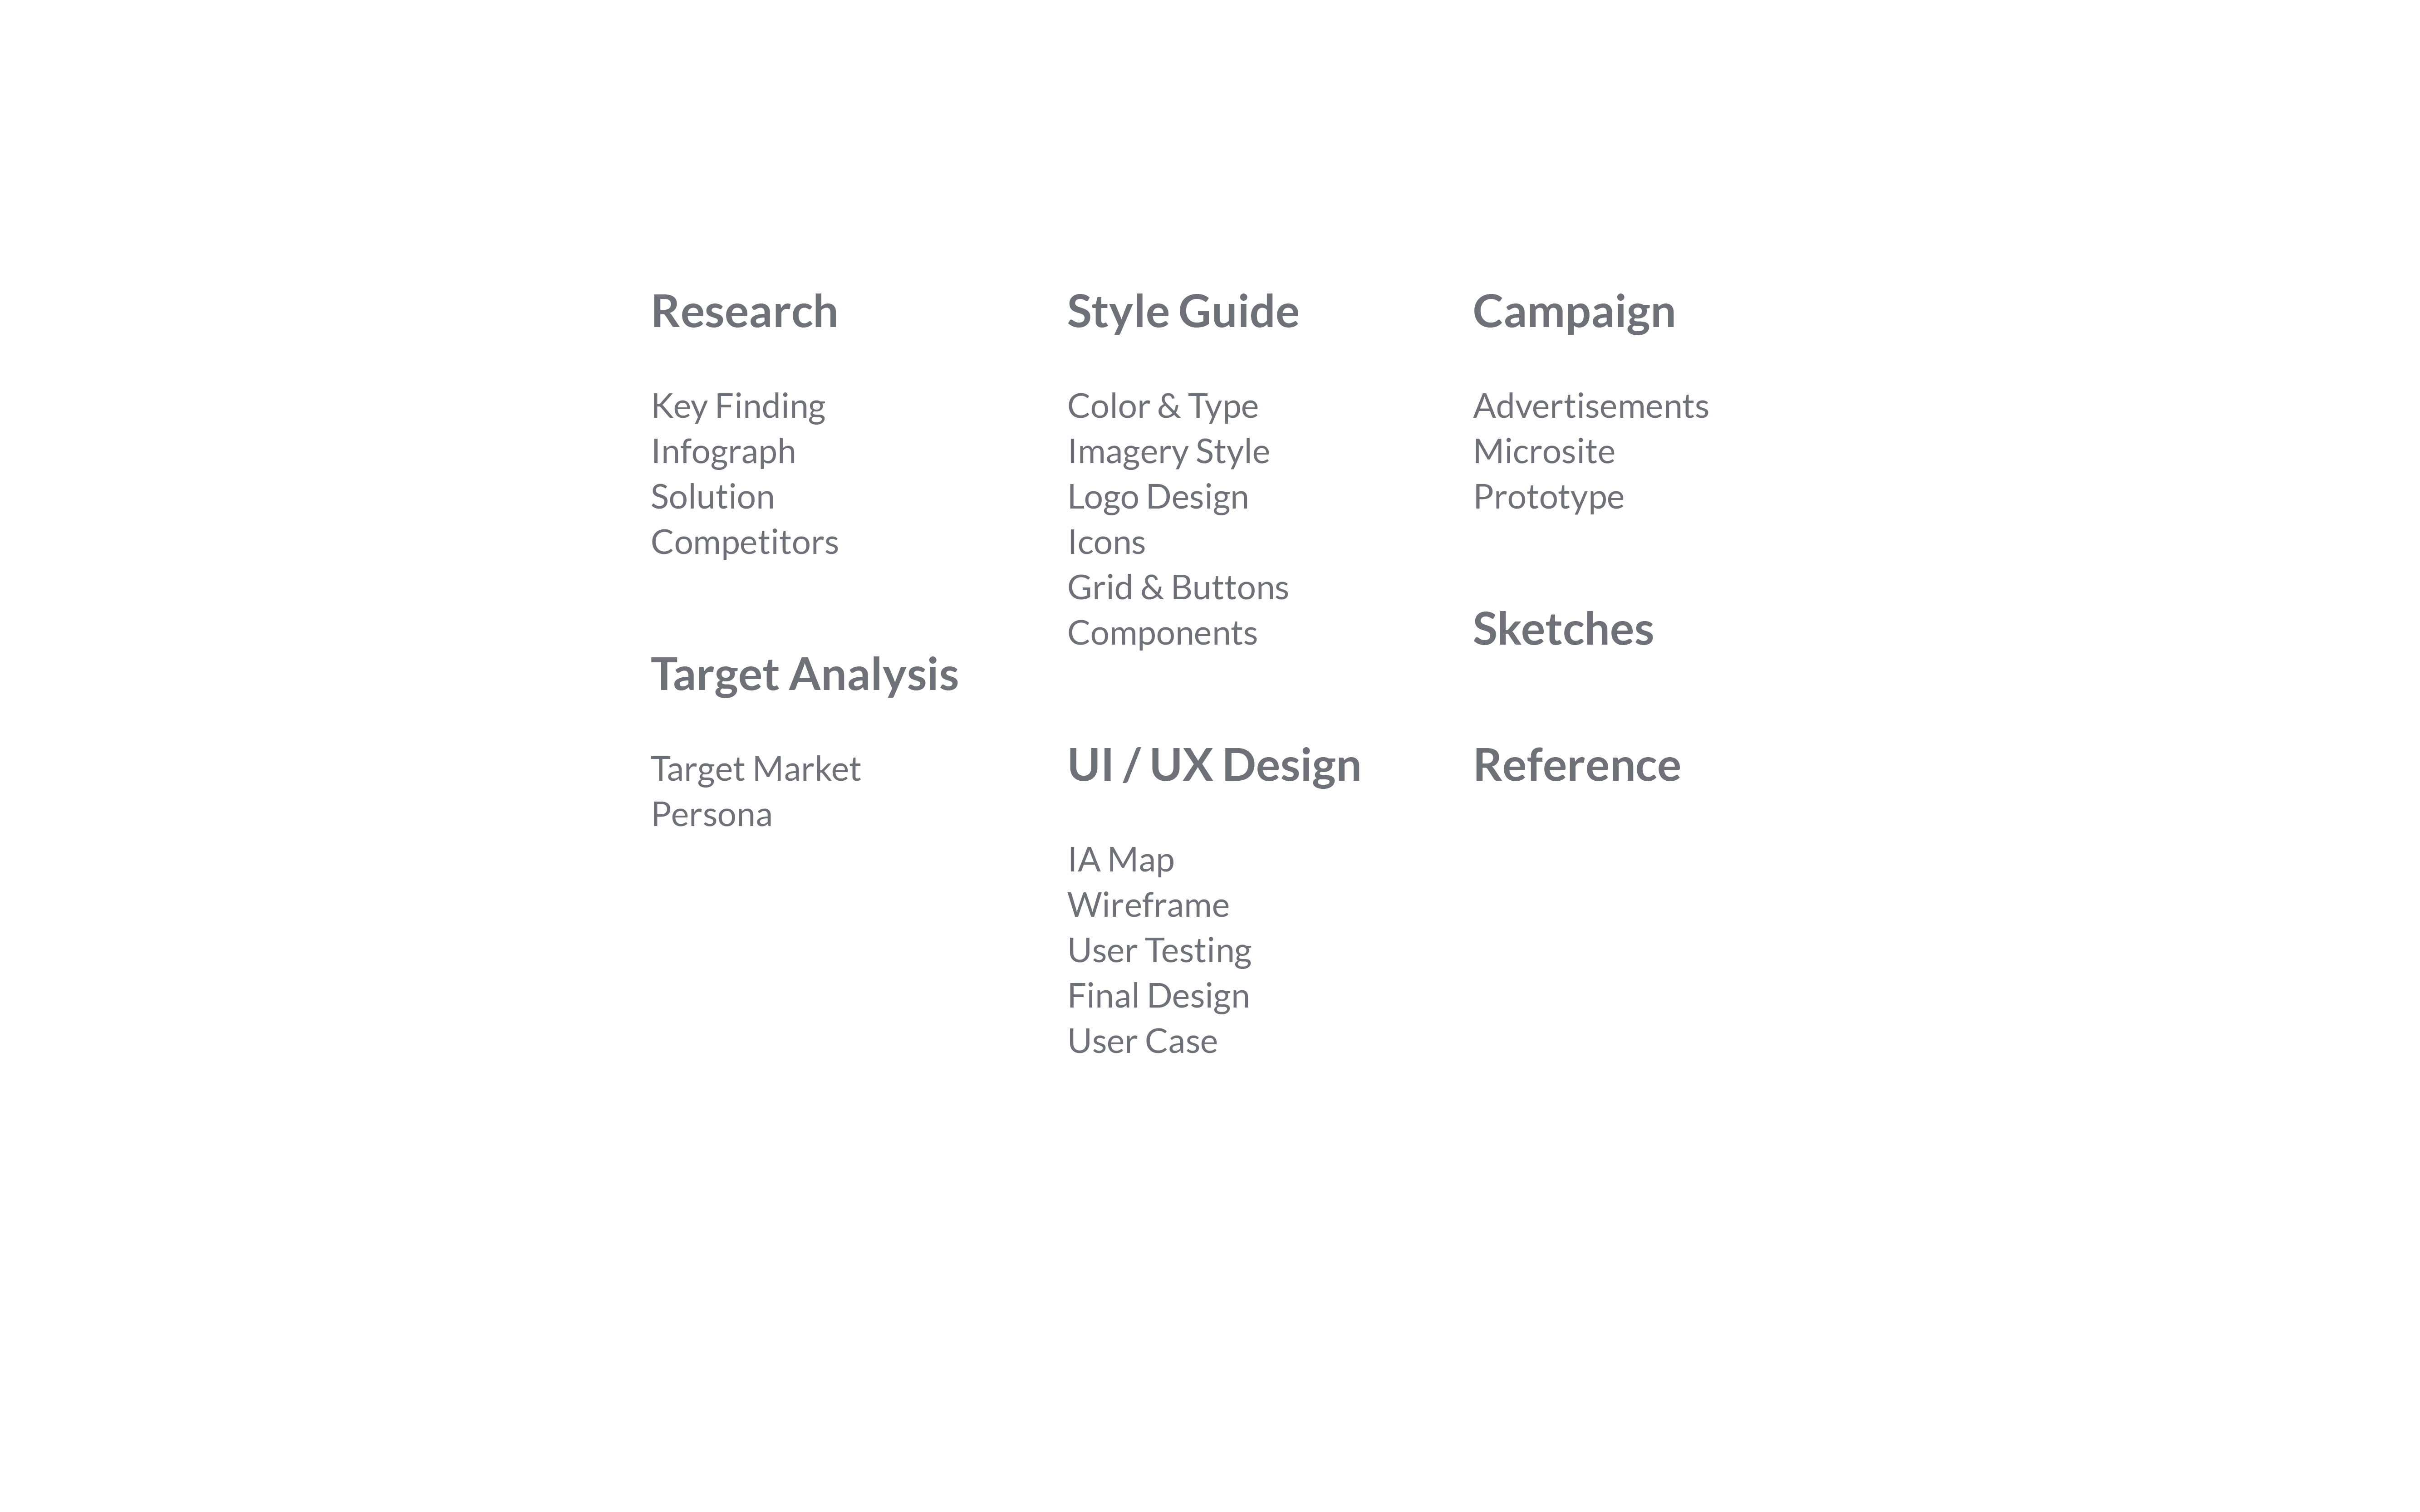 Research
Key Finding
Infograph
Solution
Competitors
Target Analysis
Target Market
Persona
Style Guide
Color & Type
Imagery Style
Logo Design
Icons
Grid & Buttons
Components
UI / UX Design
IA Map
Wireframe
User Testing
Final Design
User Case
Campaign
Advertisements
Microsite
Prototype
Sketches
Reference